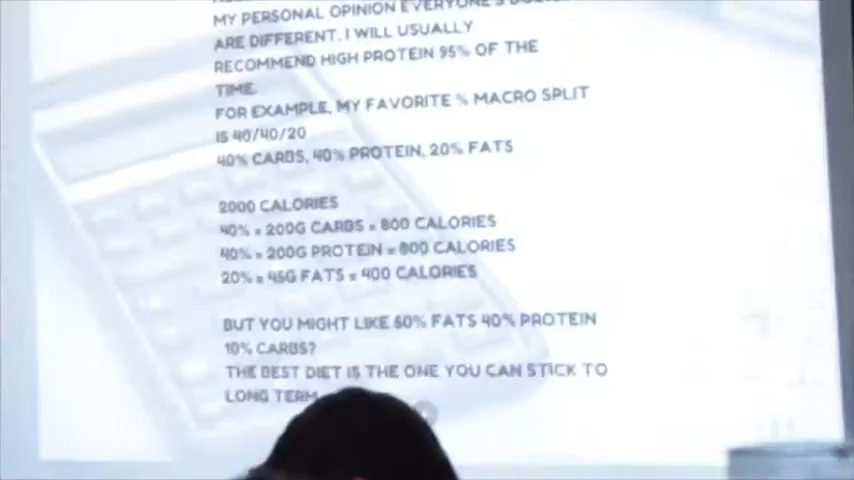 MY PERSONAL OPINION EVERYONE'S
ARE DIFFERENT, I WILL USUALLY
RECOMMEND HIGH PROTEIN 95% OF THE
TIME.
FOR EXAMPLE, MY FAVORITE % MACRO SPLIT
IS 40/40/20
40% CARBS, 40% PROTEIN, 20% FATS
2000 CALORIES
40% = 200G CARBS = 800 CALORIES
40% = 200G PROTEIN = 800 CALORIES
20% = 45G FATS = 400 CALORIES
BUT YOU MIGHT LIKE 60% FATS 40% PROTEIN
10% CARBS?
THE BEST DIET IS THE ONE YOU CAN STICK TO
LONG TERM